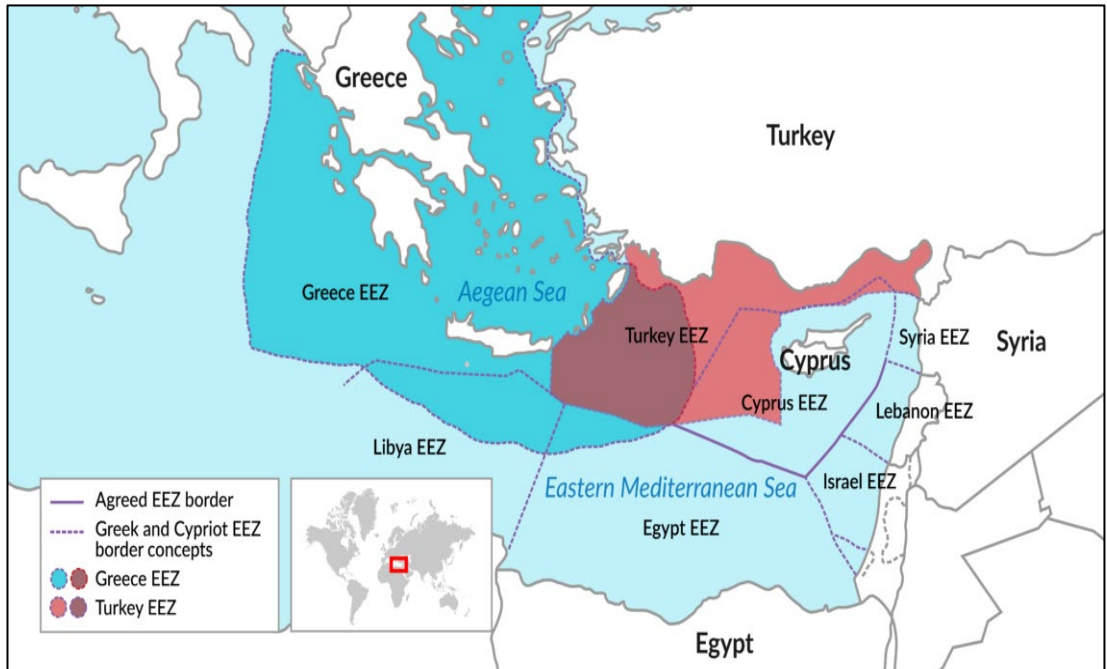 Greece
Turkey
Greece EEZ
Aegean Sea
Turkey EEZ
Cyprus
Syria EEZ
Syria
Cyprus EEZ
Lebanon EEZ
Libya EEZ
Israel EEZ
Eastern Mediterranean Sea
Egypt EEZ
Egypt
Agreed EEZ border
Greek and Cypriot EEZ
border concepts
Greece EEZ
Turkey EEZ